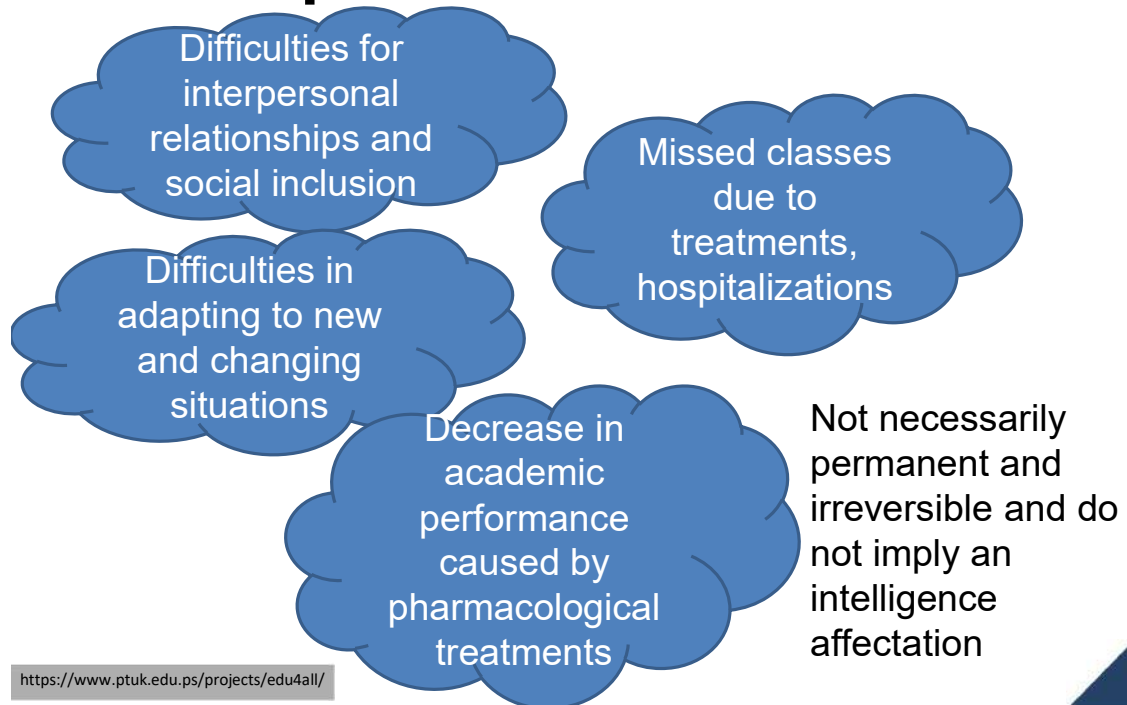 Difficulties for
interpersonal
relationships and
social inclusion
Missed classes
due to
treatments,
hospitalizations
Difficulties in
adapting to new
and changing
situations
Decrease in
academic
performance
caused by
pharmacological
treatments
Not necessarily
permanent and
irreversible and do
not imply an
intelligence
affectation
https://www.ptuk.edu.ps/projects/edu4all/